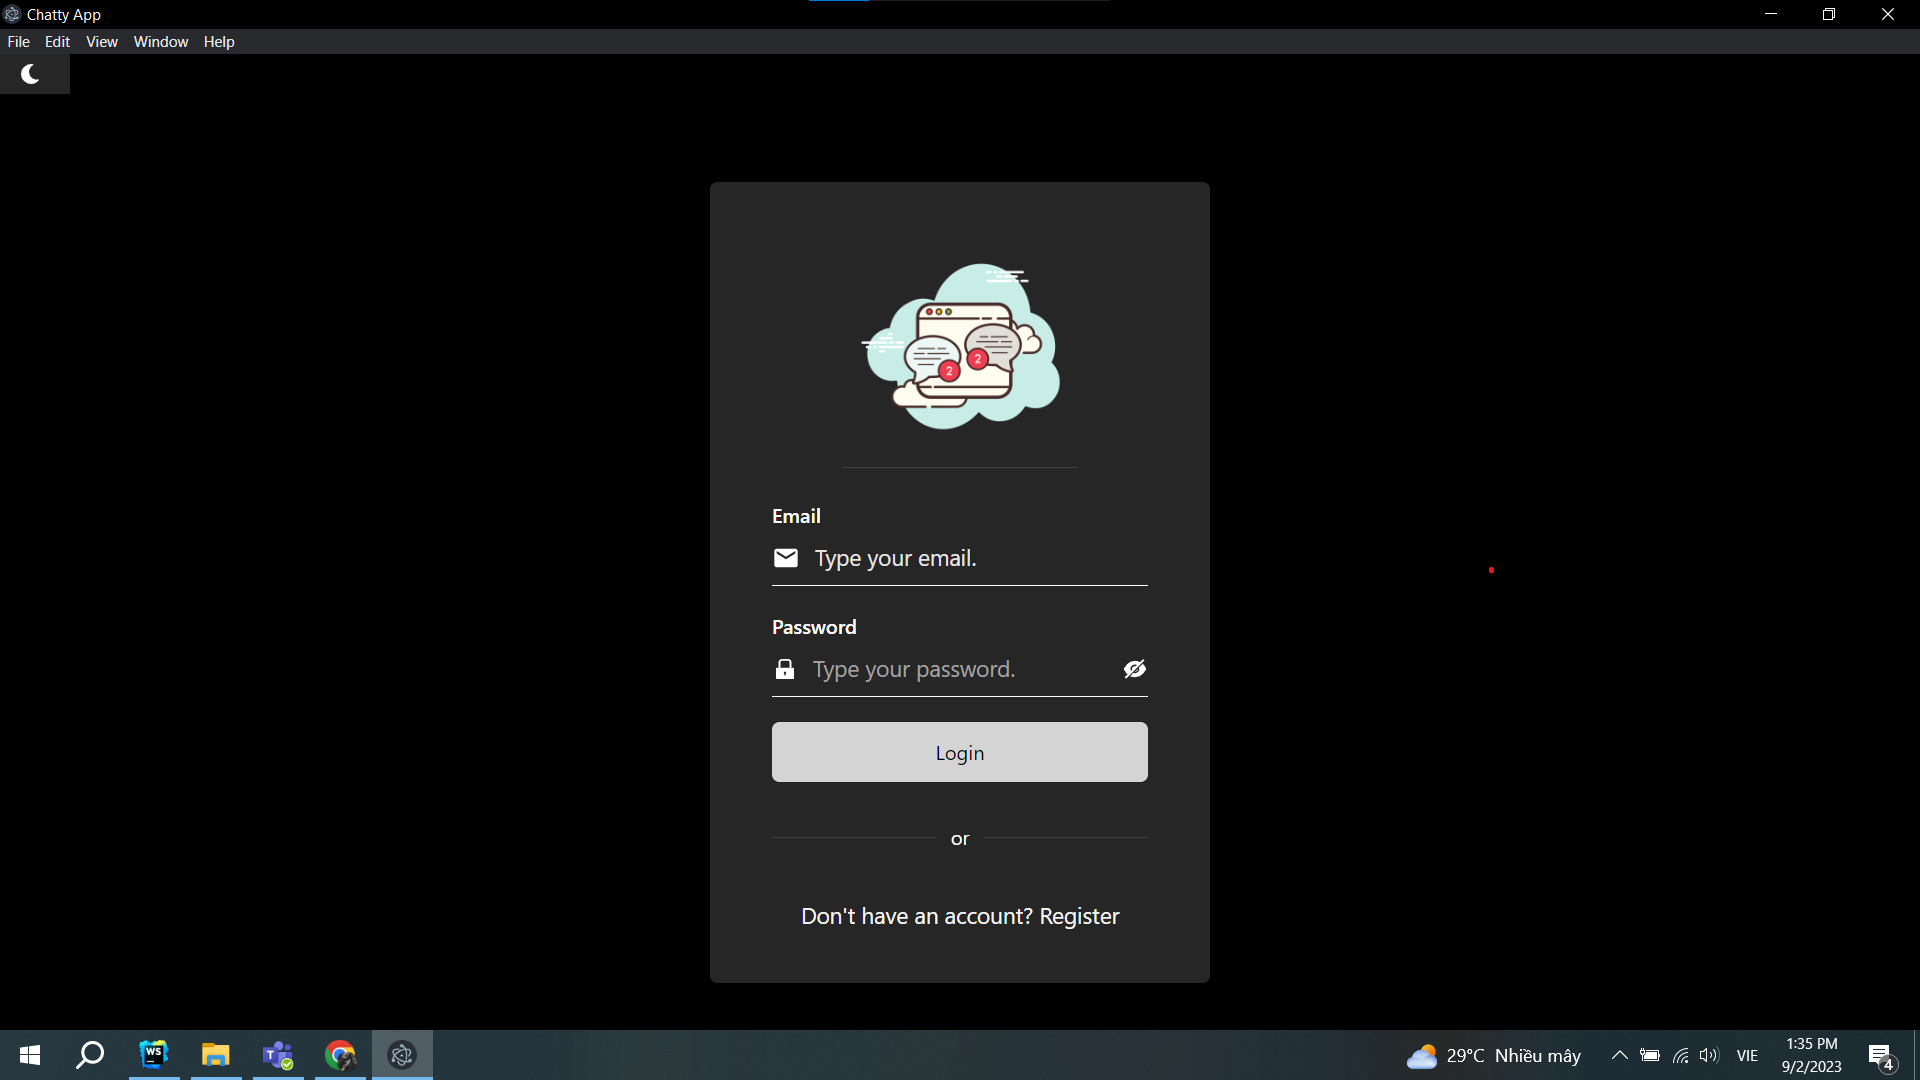 Chatty App
File Edit View Window Help
2 2
Email
Type your email.
Password
Type your password.
Login
or
Don't have an account? Register
WS
T
29°C Nhiều mây
VIE
1:35 PM
9/2/2023
4